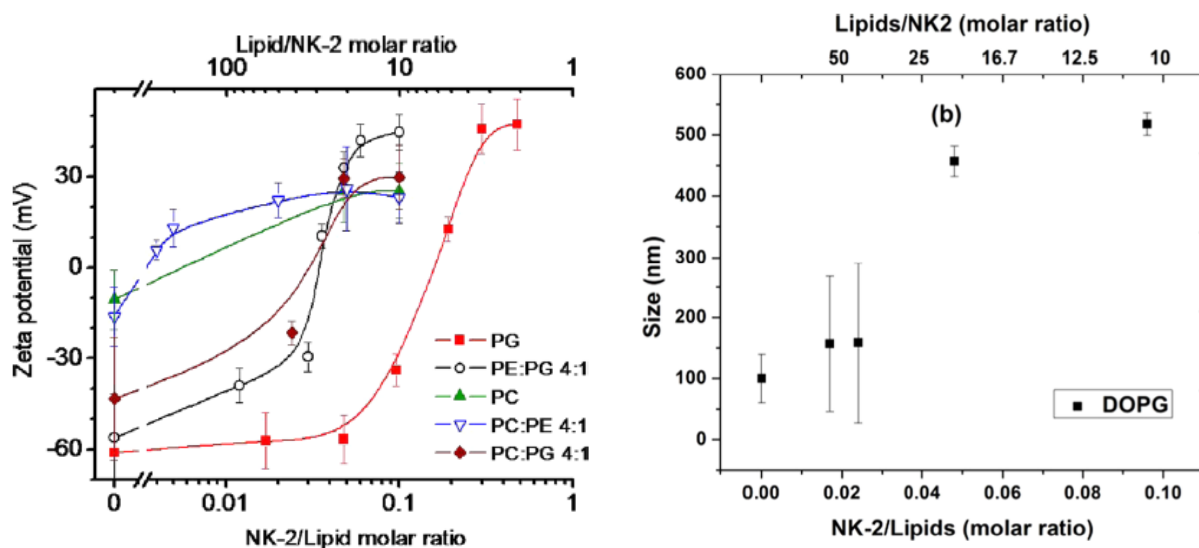 Lipid/NK-2 molar ratio
100 10 1
30
0
-30
-60
Zeta potential (mV)
PG
PE:PG 4:1
PC
PC:PE 4:1
PC:PG 4:1
0 0.01 0.1 1
NK-2/Lipid molar ratio
Lipids/NK2 (molar ratio)
50 25 16.7 12.5 10
600
500
400
300
200
100
0
Size (nm)
(b)
DOPG
0.00 0.02 0.04 0.06 0.08 0.10
NK-2/Lipids (molar ratio)